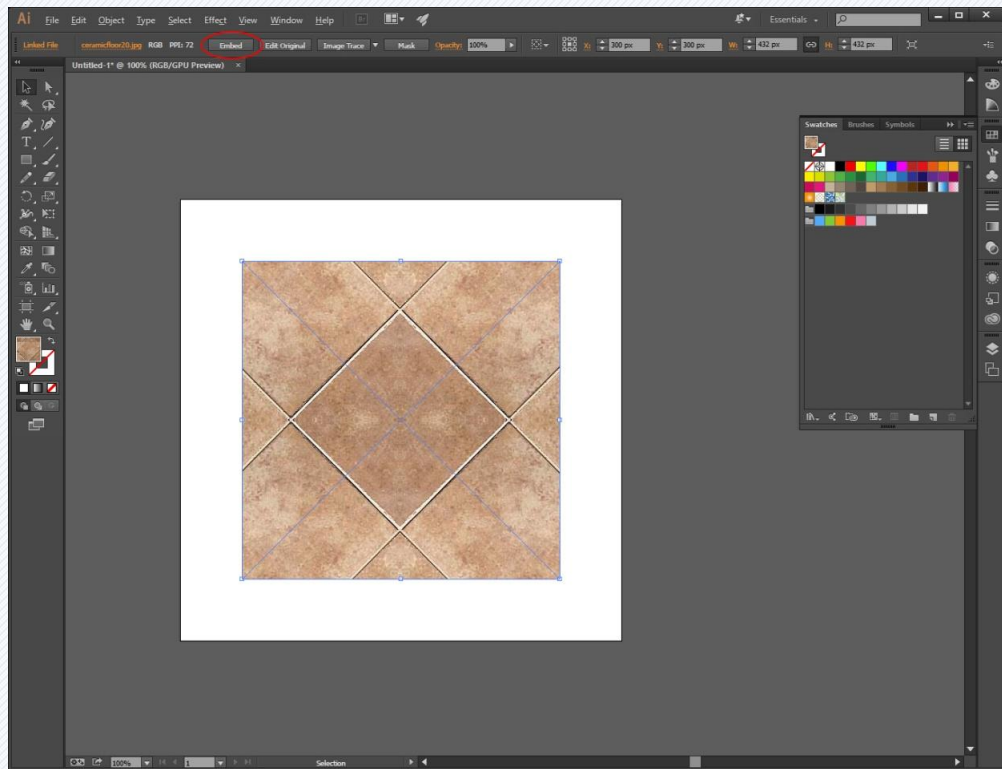 Ai File Edit Object Type Select Effect View Window Help Br Essentials
Linked File ceramicfloor20.jpg RGB PPI: 72 Embed Edit Original Image Trace Mask Opacity: 100% X: 300 px Y: 300 px W: 432 px H: 432 px
Untitled-1* @ 100% (RGB/GPU Preview) ×
Swatches Brushes Symbols
100% 1 Selection